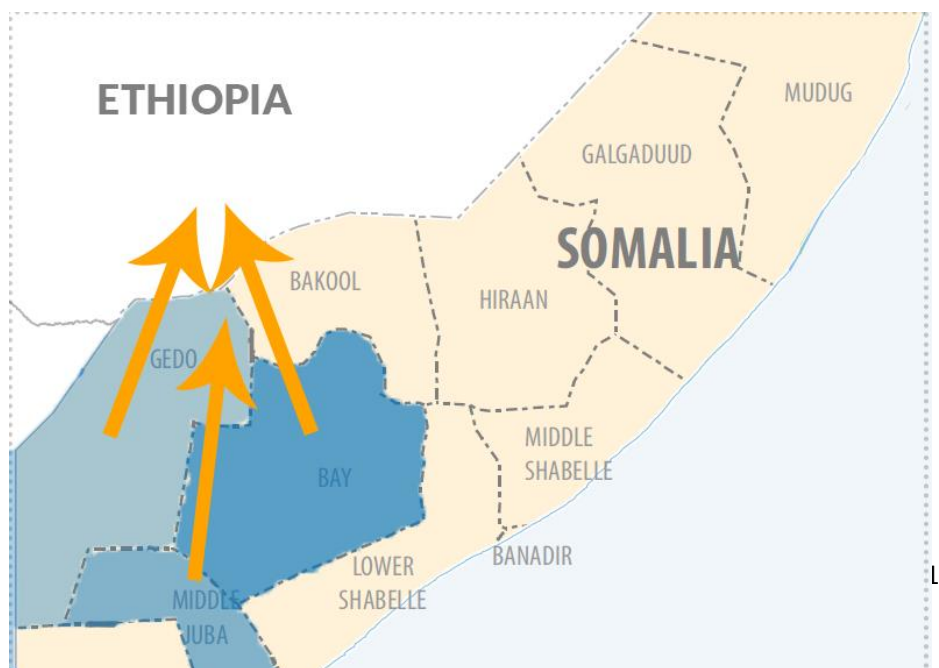 ETHIOPIA
MUDUG
GALGADUUD
SOMALIA
BAKOOL
HIRAAN
GEDO
BAY
MIDDLE
SHABELLE
BANADIR
LOWER
SHABELLE
MIDDLE
JUBA
L